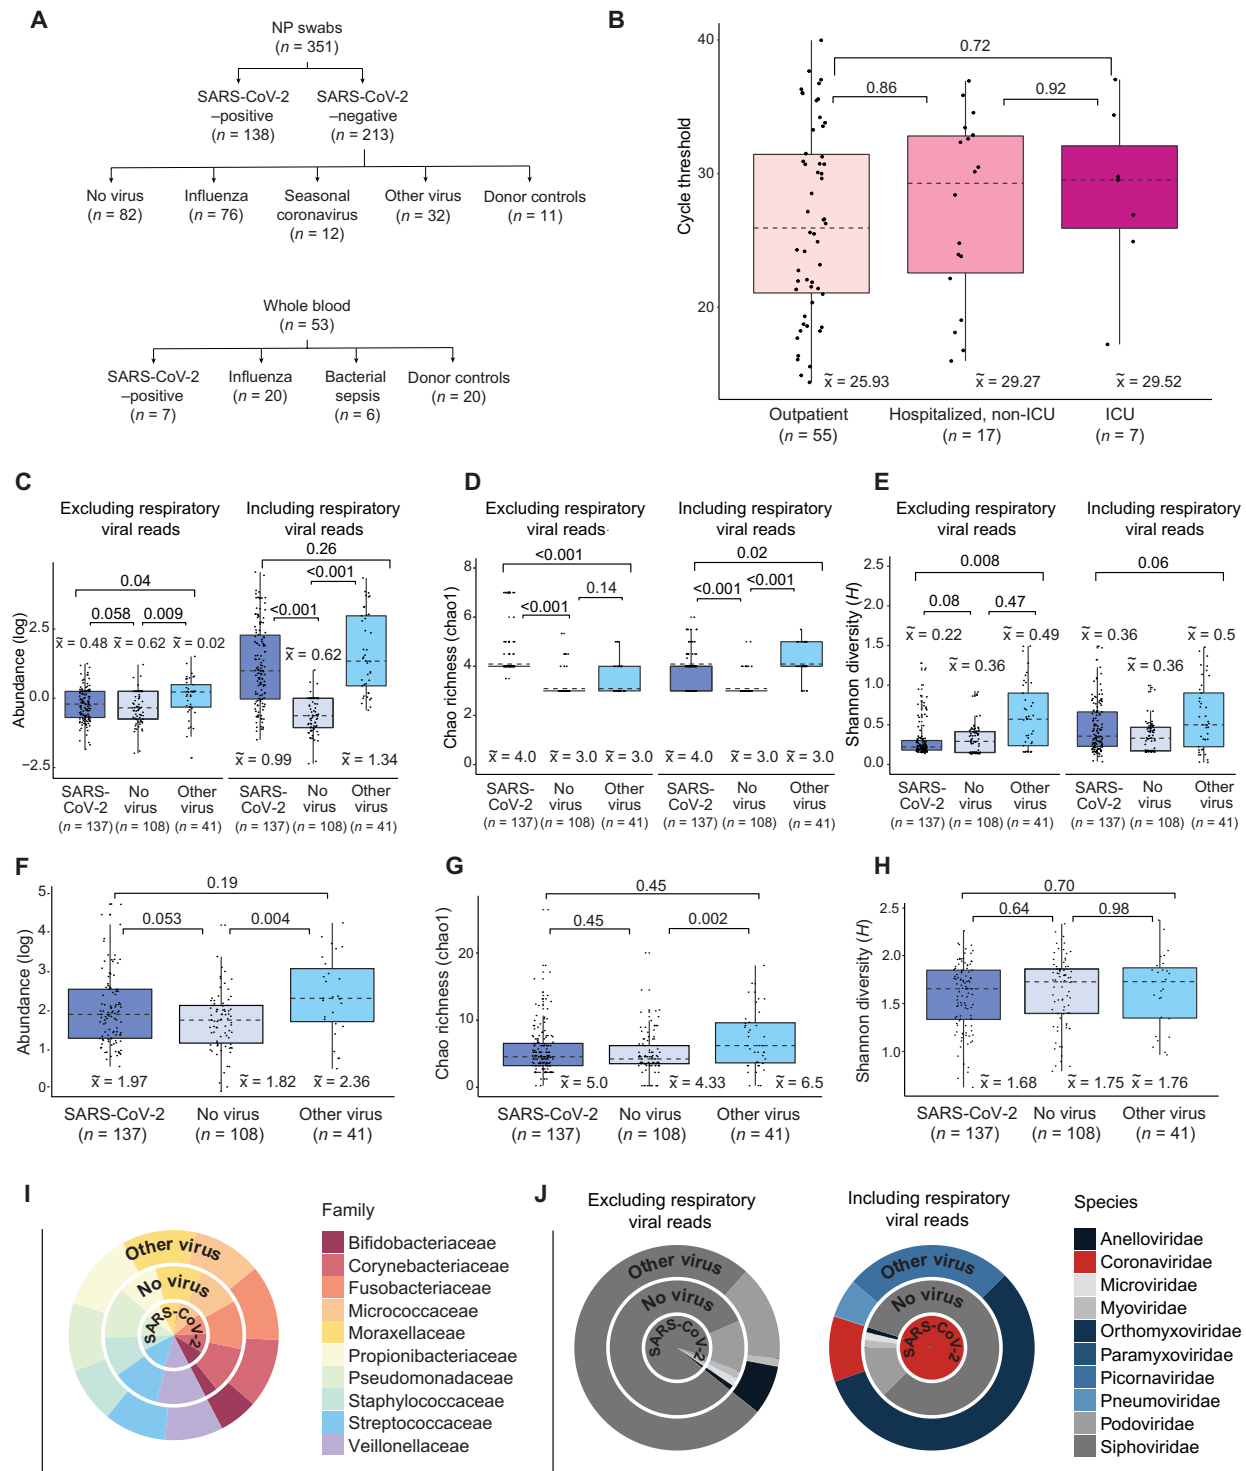 A
NP swabs
(n = 351)
SARS-CoV-2
–positive
(n = 138)
SARS-CoV-2
–negative
(n = 213)
No virus
(n = 82)
Influenza
(n = 76)
Seasonal
coronavirus
(n = 12)
Other virus
(n = 32)
Donor controls
(n = 11)
Whole blood
(n = 53)
SARS-CoV-2
–positive
(n = 7)
Influenza
(n = 20)
Bacterial
sepsis
(n = 6)
Donor controls
(n = 20)
B
Cycle threshold
40
30
20
0.72
0.86
0.92
x̃ = 25.93
x̃ = 29.27
x̃ = 29.52
Outpatient
(n = 55)
Hospitalized, non-ICU
(n = 17)
ICU
(n = 7)
C
Excluding respiratory
viral reads
Including respiratory
viral reads
Abundance (log)
2.5
0.0
−2.5
0.04
0.058
0.009
x̃ = 0.48
x̃ = 0.62
x̃ = 0.02
0.26
<0.001
<0.001
x̃ = 0.62
x̃ = 0.99
x̃ = 1.34
SARS-
CoV-2
(n = 137)
No
virus
(n = 108)
Other
virus
(n = 41)
SARS-
CoV-2
(n = 137)
No
virus
(n = 108)
Other
virus
(n = 41)
D
Excluding respiratory
viral reads
Including respiratory
viral reads
Chao richness (chao1)
8
6
4
2
0
<0.001
0.14
<0.001
0.02
<0.001
<0.001
x̃ = 4.0
x̃ = 3.0
x̃ = 3.0
x̃ = 4.0
x̃ = 3.0
x̃ = 3.0
SARS-
CoV-2
(n = 137)
No
virus
(n = 108)
Other
virus
(n = 41)
SARS-
CoV-2
(n = 137)
No
virus
(n = 108)
Other
virus
(n = 41)
E
Excluding respiratory
viral reads
Including respiratory
viral reads
Shannon diversity (H)
2.5
2.0
1.5
1.0
0.5
0.0
0.008
0.08
0.47
x̃ = 0.22
x̃ = 0.49
x̃ = 0.36
0.06
x̃ = 0.36
x̃ = 0.5
x̃ = 0.36
SARS-
CoV-2
(n = 137)
No
virus
(n = 108)
Other
virus
(n = 41)
SARS-
CoV-2
(n = 137)
No
virus
(n = 108)
Other
virus
(n = 41)
F
Abundance (log)
5
4
3
2
1
0
0.19
0.053
0.004
x̃ = 1.97
x̃ = 1.82
x̃ = 2.36
SARS-CoV-2
(n = 137)
No virus
(n = 108)
Other virus
(n = 41)
G
Chao richness (chao1)
20
10
0
0.45
0.45
0.002
x̃ = 5.0
x̃ = 4.33
x̃ = 6.5
SARS-CoV-2
(n = 137)
No virus
(n = 108)
Other virus
(n = 41)
H
Shannon diversity (H)
2.5
2.0
1.5
1.0
0.70
0.64
0.98
x̃ = 1.68
x̃ = 1.75
x̃ = 1.76
SARS-CoV-2
(n = 137)
No virus
(n = 108)
Other virus
(n = 41)
I
Other virus
No virus
SARS-CoV-2
Family
Bifidobacteriaceae
Corynebacteriaceae
Fusobacteriaceae
Micrococcaceae
Moraxellaceae
Propionibacteriaceae
Pseudomonadaceae
Staphylococcaceae
Streptococcaceae
Veillonellaceae
J
Excluding respiratory
viral reads
Other virus
No virus
SARS-CoV-2
Including respiratory
viral reads
Other virus
No virus
SARS-CoV-2
Species
Anelloviridae
Coronaviridae
Microviridae
Myoviridae
Orthomyxoviridae
Paramyxoviridae
Picornaviridae
Pneumoviridae
Podoviridae
Siphoviridae